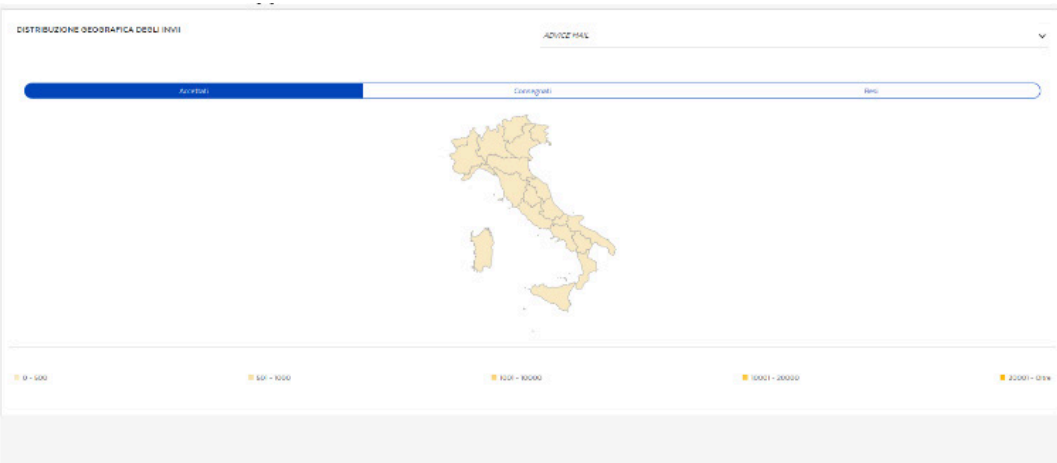 DISTRIBUZIONE GEOGRAFICA DEGLI INVII
ADVICE MAIL
Accettati Consegnati Resi
0 - 500 501 - 1000 1001 - 10000 10001 - 20000 20001 - Oltre